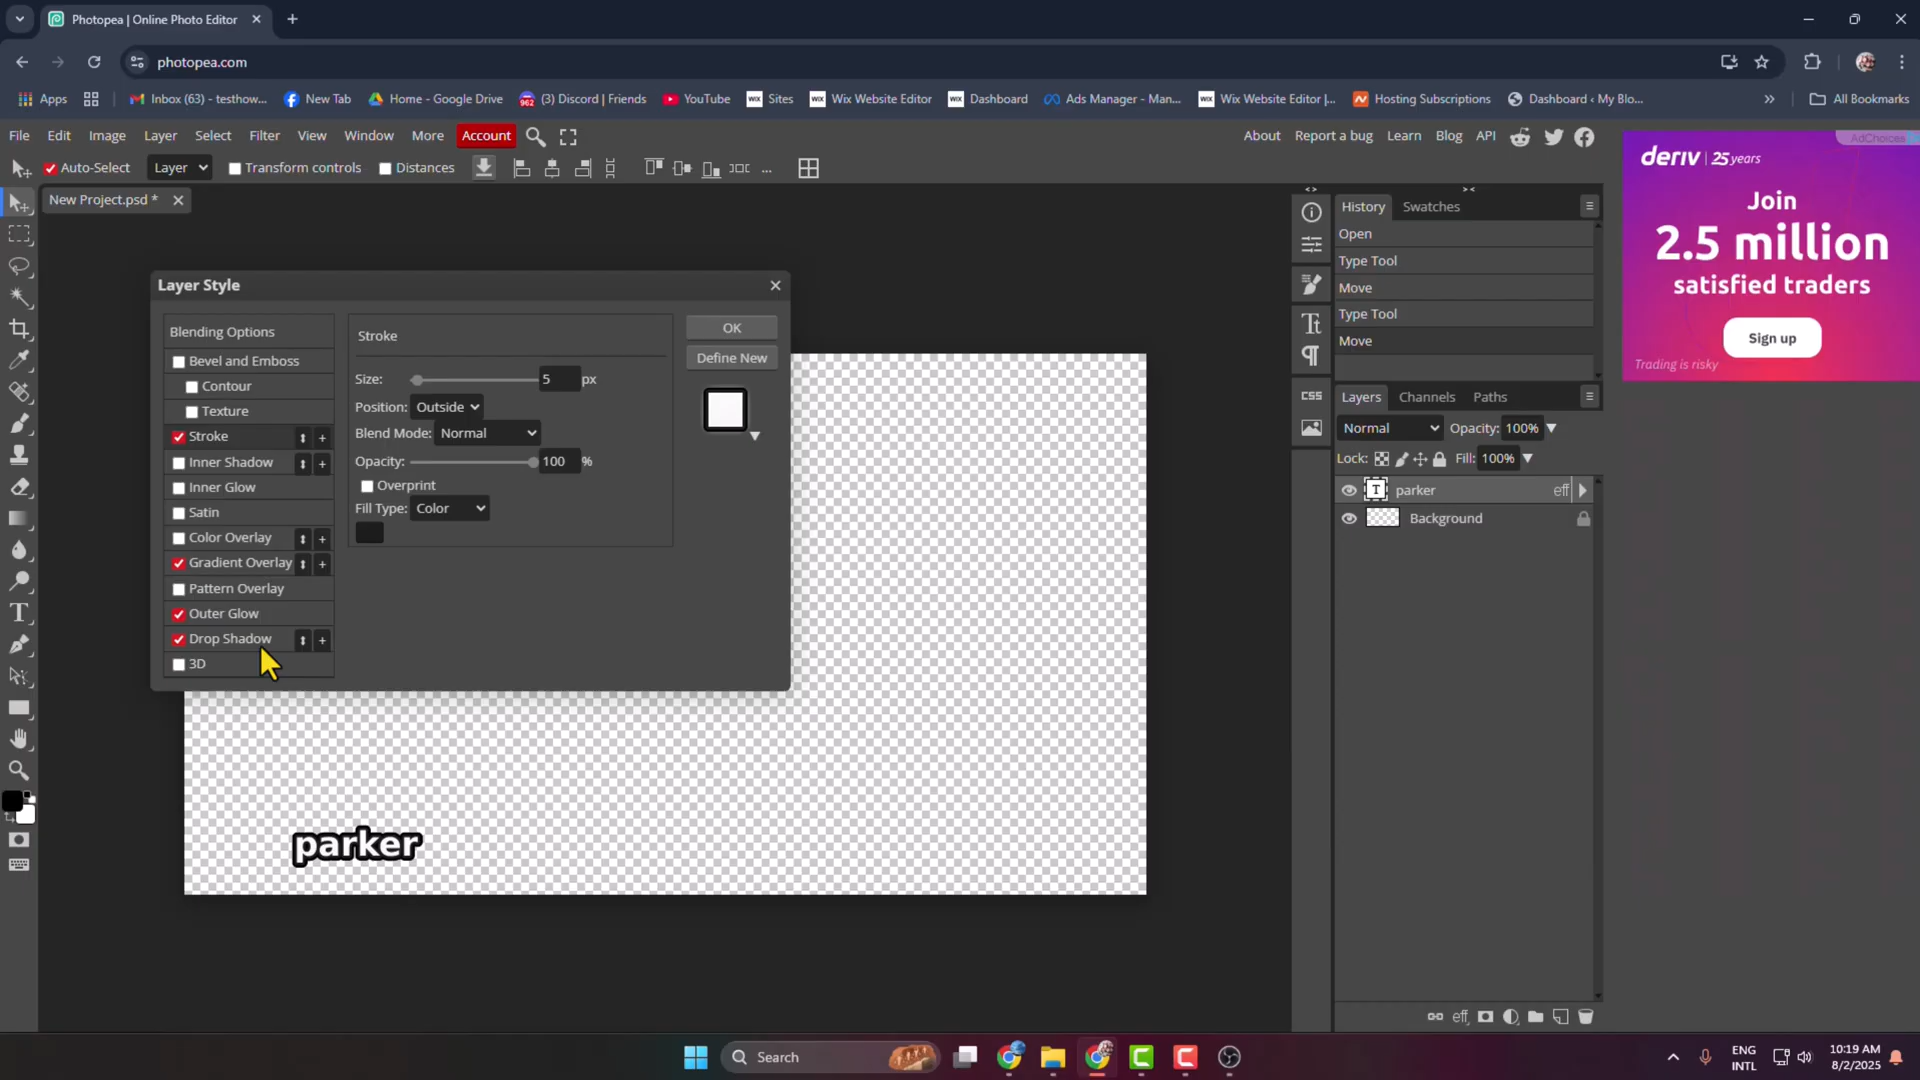 Photopea | Online Photo Editor
photopea.com
Apps
Inbox (63) - testhow...
New Tab
Home - Google Drive
(3) Discord | Friends
YouTube
Sites
Wix Website Editor
Dashboard
Ads Manager - Man...
Wix Website Editor |...
Hosting Subscriptions
Dashboard ‹ My Blo...
All Bookmarks
File
Edit
Image
Layer
Select
Filter
View
Window
More
Account
About
Report a bug
Learn
Blog
API
Auto-Select
Layer
Transform controls
Distances
...
New Project.psd *
Layer Style
Blending Options
Bevel and Emboss
Contour
Texture
Stroke
Inner Shadow
Inner Glow
Satin
Color Overlay
Gradient Overlay
Pattern Overlay
Outer Glow
Drop Shadow
3D
Stroke
Size: 5 px
Position: Outside
Blend Mode: Normal
Opacity: 100 %
Overprint
Fill Type: Color
OK
Define New
parker
History
Swatches
Open
Type Tool
Move
Type Tool
Move
CSS
Layers
Channels
Paths
Normal
Opacity: 100%
Lock:
Fill: 100%
T
parker
eff
Background
eff
AdChoices
deriv | 25 years
Join
2.5 million
satisfied traders
Sign up
Trading is risky
Search
ENG
INTL
10:19 AM
8/2/2025